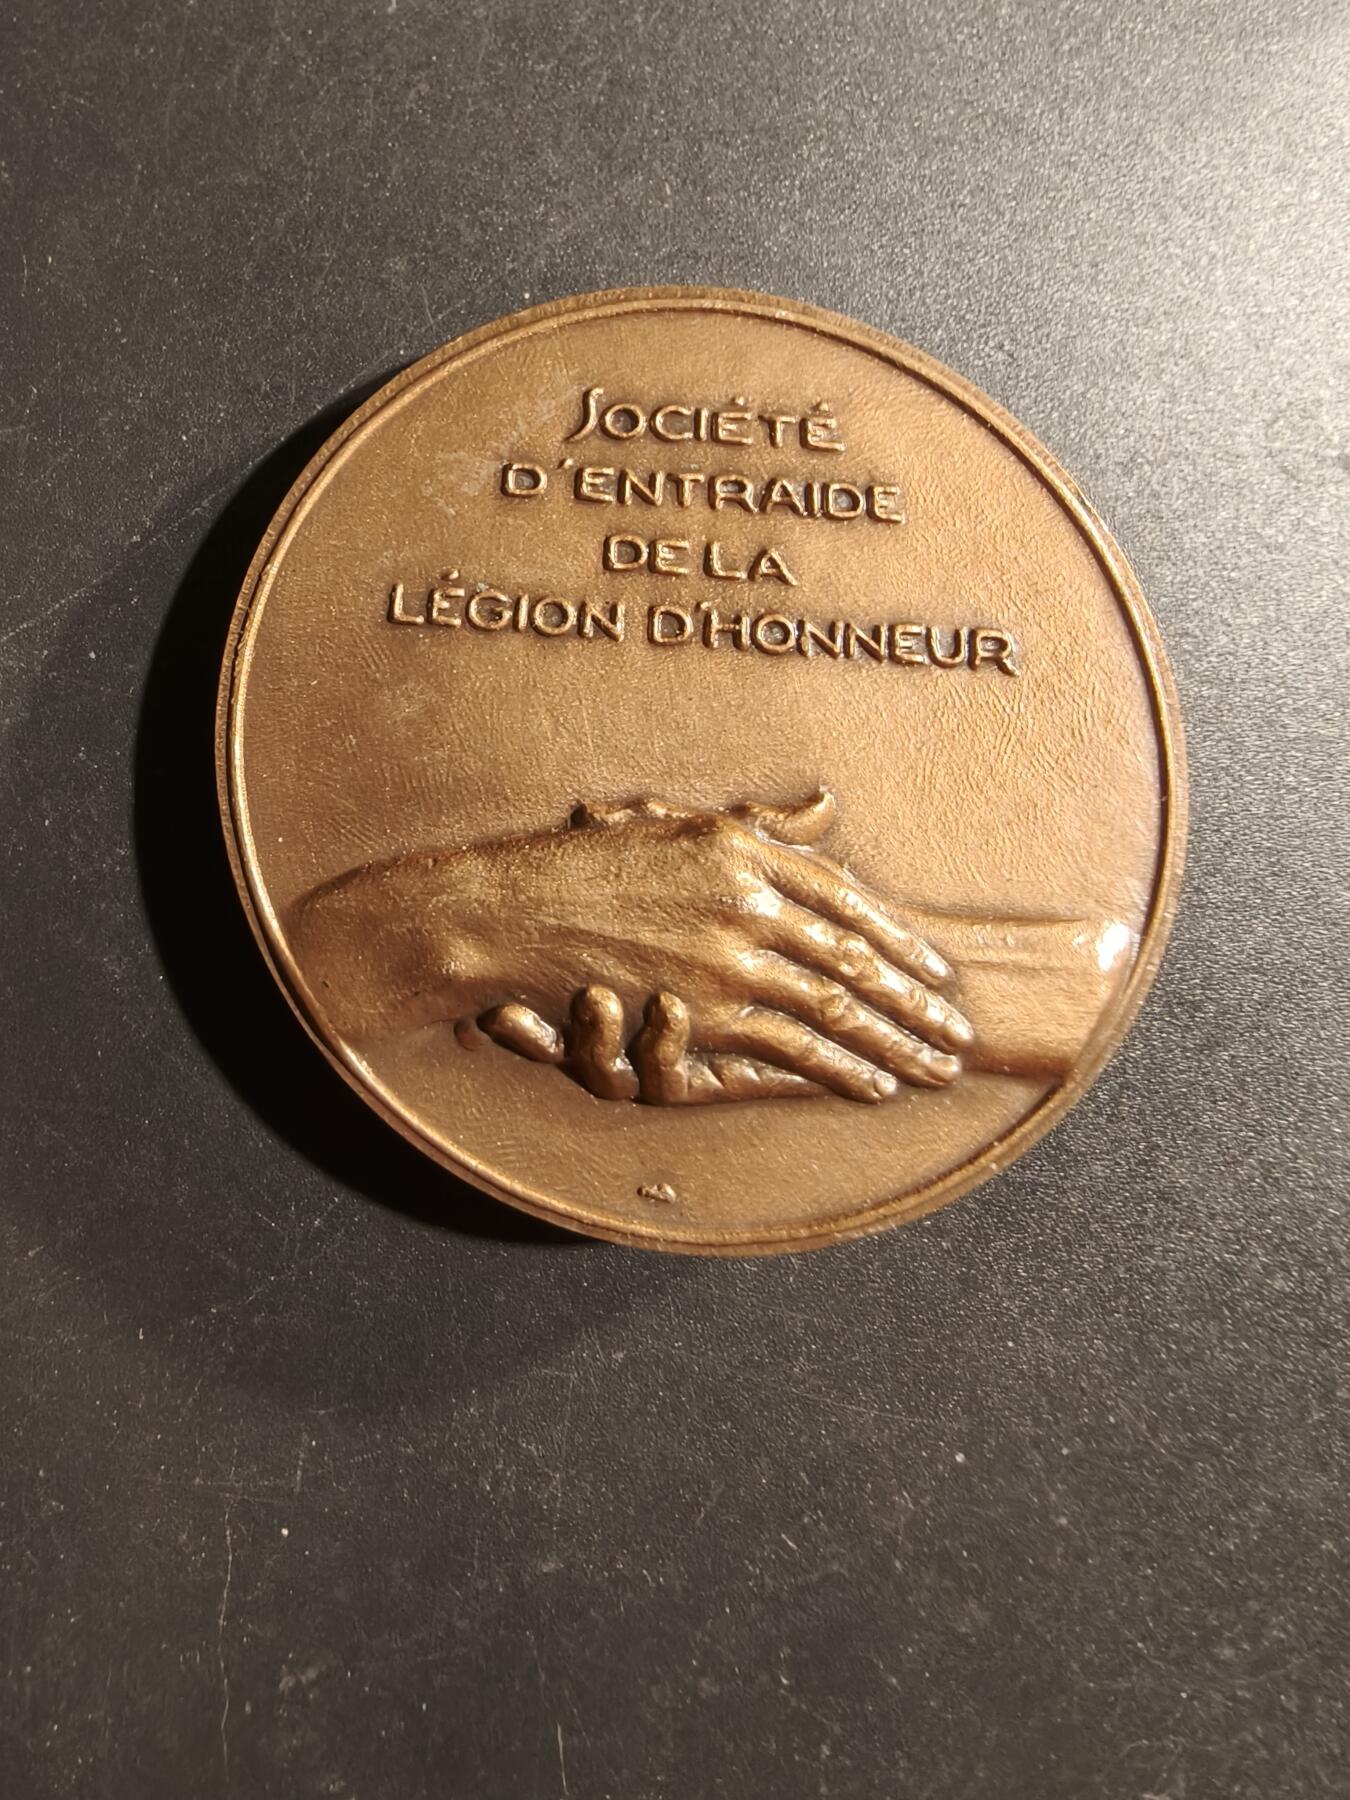 SOCIÉTÉ
D'ENTRAIDE
DE LA
LÉGION D'HONNEUR